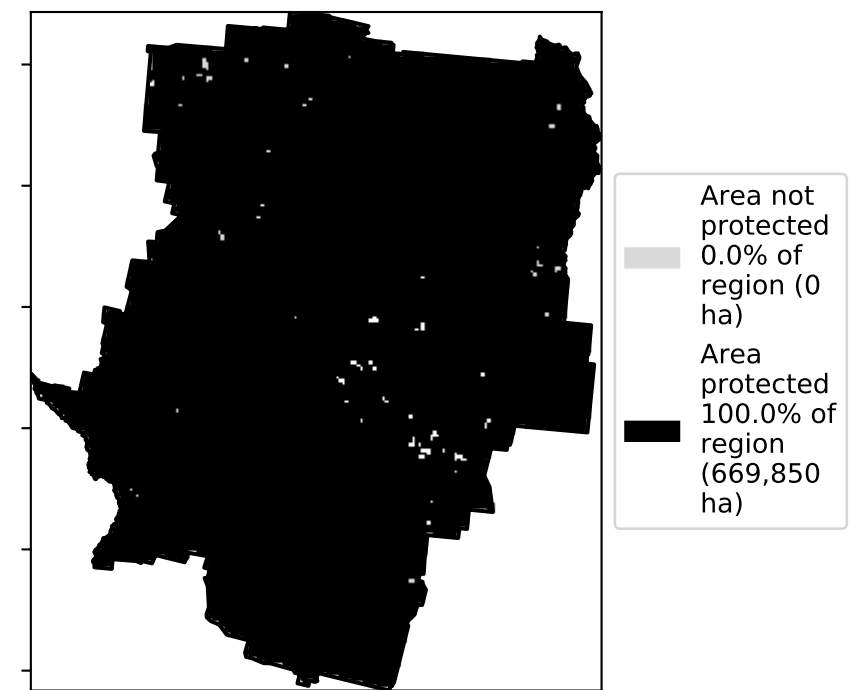 Area not
protected
0.0% of
region (0
ha)
Area
protected
100.0% of
region
(669,850
ha)